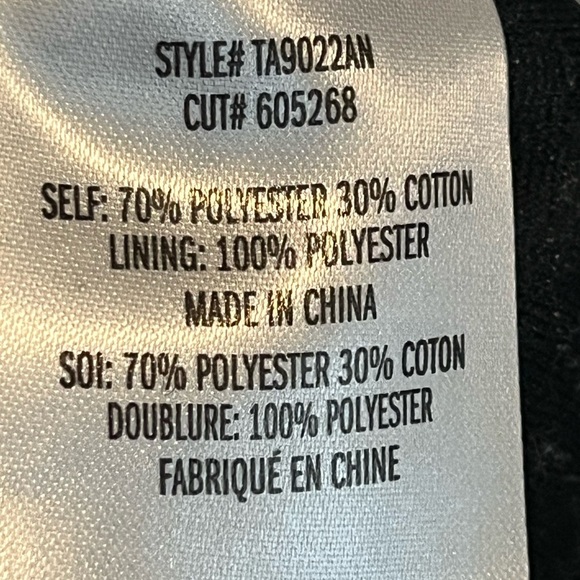 STYLE# TA9022AN
CUT# 605268
SELF: 70% POLYESTER 30% COTTON
LINING: 100% POLYESTER
MADE IN CHINA
SOI: 70% POLYESTER 30% COTON
DOUBLURE: 100% POLYESTER
FABRIQUÉ EN CHINE